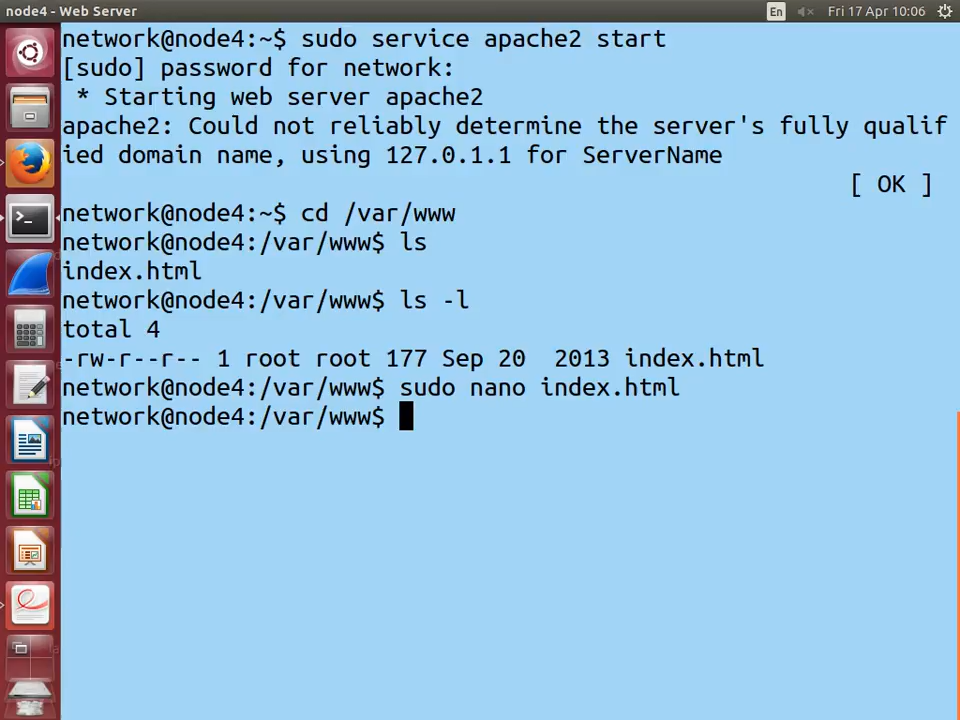 node4 - Web Server
En
Fri 17 Apr 10:06
network@node4:~$ sudo service apache2 start
[sudo] password for network:
 * Starting web server apache2
apache2: Could not reliably determine the server's fully qualif
ied domain name, using 127.0.1.1 for ServerName
[ OK ]
network@node4:~$ cd /var/www
network@node4:/var/www$ ls
index.html
network@node4:/var/www$ ls -l
total 4
-rw-r--r-- 1 root root 177 Sep 20  2013 index.html
network@node4:/var/www$ sudo nano index.html
network@node4:/var/www$